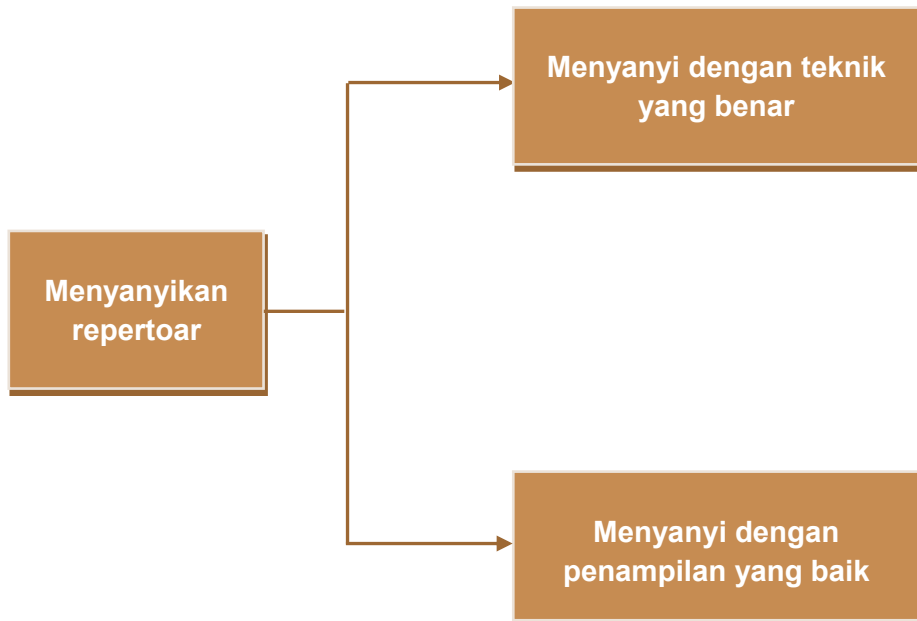 Menyanyi dengan teknik
yang benar
Menyanyikan
repertoar
Menyanyi dengan
penampilan yang baik